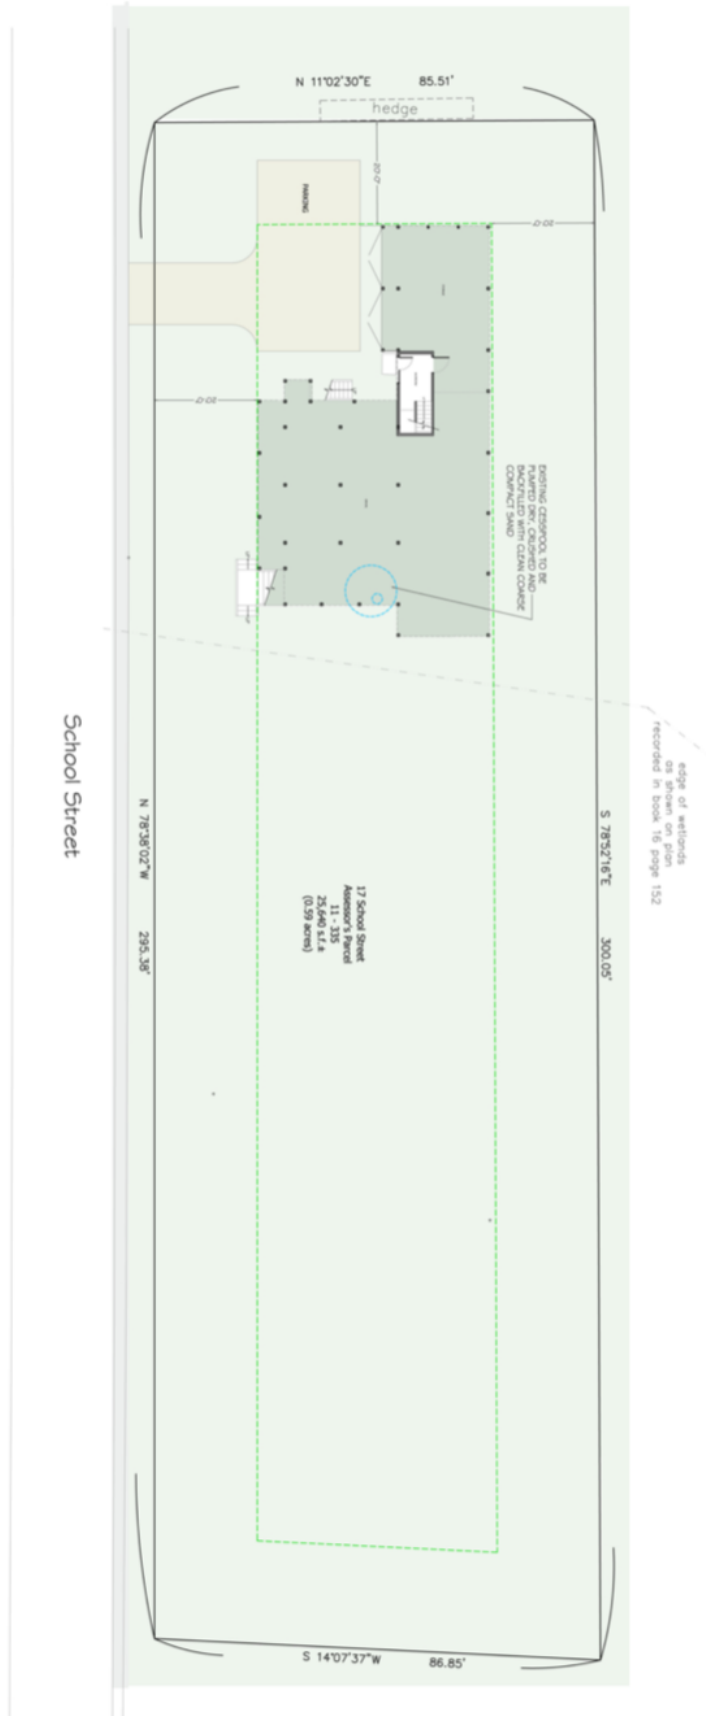 N 11°02'30"E 85.51'
hedge
PARKING
20'-0"
20'-0"
20'-0"
EXISTING CESSPOOL TO BE
PUMPED DRY, CRUSHED AND
BACKFILLED WITH CLEAN COARSE
COMPACT SAND
edge of wetlands
as shown on plan
recorded in book 16 page 152
School Street
N 78°38'02"W 295.38'
S 78°52'16"E 300.05'
17 School Street
Assessor's Parcel
11 - 335
25,640 s.f.±
(0.59 acres)
S 14°07'37"W 86.85'